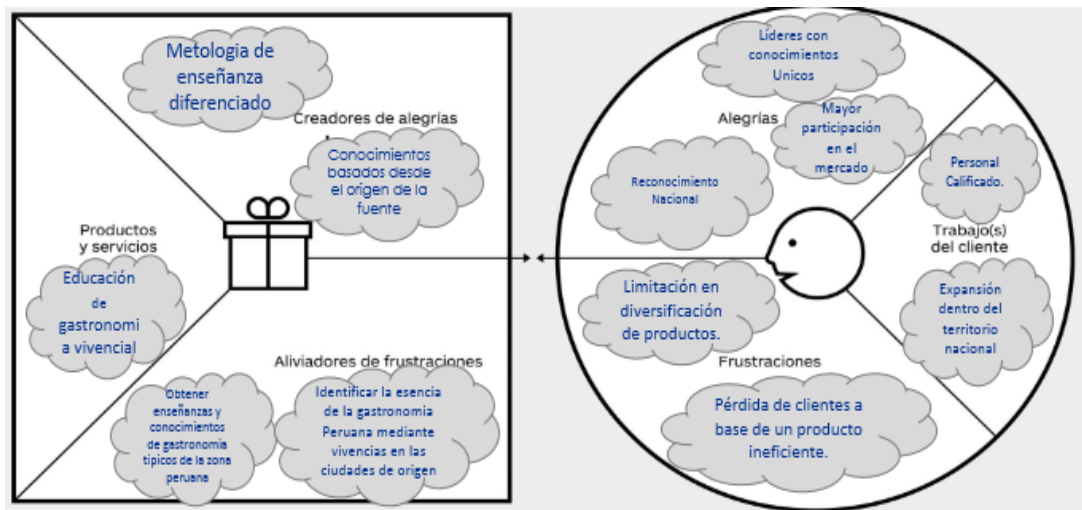 Metologia de
enseñanza
diferenciado
Creadores de alegrías
Conocimientos
basados desde
el origen de la
fuente
Productos
y servicios
Educación
de
gastronomi
a vivencial
Aliviadores de frustraciones
Obtener
enseñanzas y
conocimientos
de gastronomia
tipicos de la zona
peruana
Identificar la esencia
de la gastronomia
Peruana mediante
vivencias en las
ciudades de origen
Líderes con
conocimientos
Unicos
Alegrías
Mayor
participación
en el
mercado
Reconocimiento
Nacional
Personal
Calificado.
Trabajo(s)
del cliente
Expansión
dentro del
territorio
nacional
Limitación en
diversificación
de productos.
Frustraciones
Pérdida de clientes a
base de un producto
ineficiente.